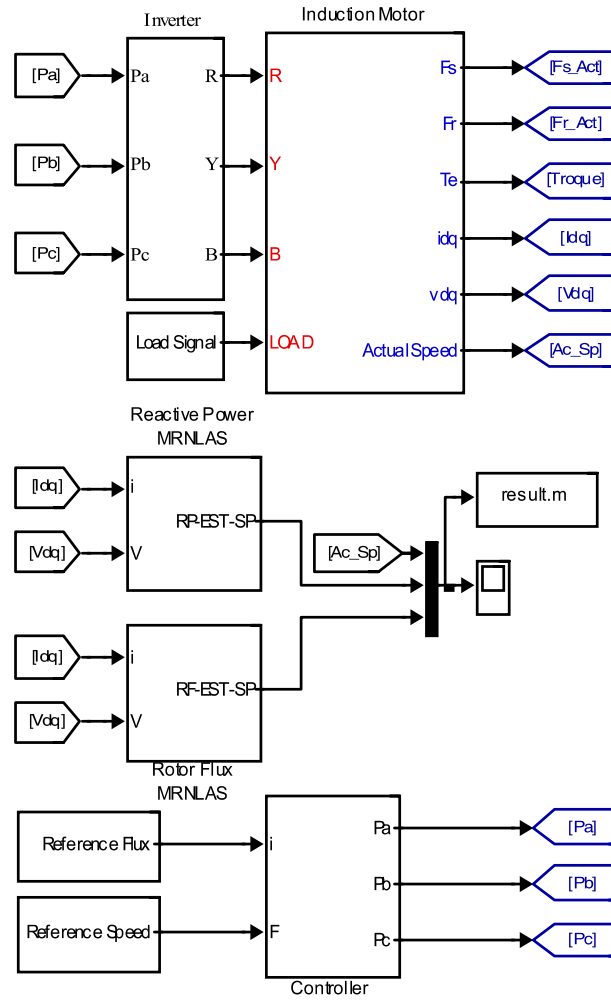 Inverter
Induction Motor
[Pa]
Pa
R
R
Fs
[Fs_Act]
Fr
[Fr_Act]
[Pb]
Pb
Y
Y
Te
[Troque]
[Pc]
Pc
B
B
idq
[Idq]
vdq
[Vdq]
Load Signal
LOAD
Actual Speed
[Ac_Sp]
Reactive Power
MRNLAS
[Idq]
i
RP-EST-SP
[Vdq]
V
[Ac_Sp]
result.m
[Idq]
i
RF-EST-SP
[Vdq]
V
Rotor Flux
MRNLAS
Reference Flux
i
Pa
[Pa]
Pb
[Pb]
Reference Speed
F
Pc
[Pc]
Controller